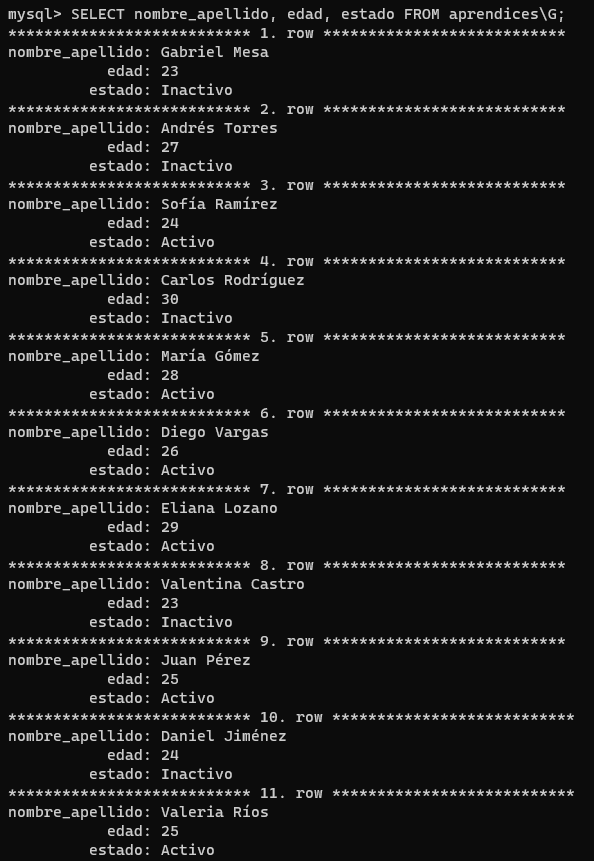 mysql> SELECT nombre_apellido, edad, estado FROM aprendices\G;
*************************** 1. row ***************************
nombre_apellido: Gabriel Mesa
           edad: 23
         estado: Inactivo
*************************** 2. row ***************************
nombre_apellido: Andrés Torres
           edad: 27
         estado: Inactivo
*************************** 3. row ***************************
nombre_apellido: Sofía Ramírez
           edad: 24
         estado: Activo
*************************** 4. row ***************************
nombre_apellido: Carlos Rodríguez
           edad: 30
         estado: Inactivo
*************************** 5. row ***************************
nombre_apellido: María Gómez
           edad: 28
         estado: Activo
*************************** 6. row ***************************
nombre_apellido: Diego Vargas
           edad: 26
         estado: Activo
*************************** 7. row ***************************
nombre_apellido: Eliana Lozano
           edad: 29
         estado: Activo
*************************** 8. row ***************************
nombre_apellido: Valentina Castro
           edad: 23
         estado: Inactivo
*************************** 9. row ***************************
nombre_apellido: Juan Pérez
           edad: 25
         estado: Activo
*************************** 10. row ***************************
nombre_apellido: Daniel Jiménez
           edad: 24
         estado: Inactivo
*************************** 11. row ***************************
nombre_apellido: Valeria Ríos
           edad: 25
         estado: Activo